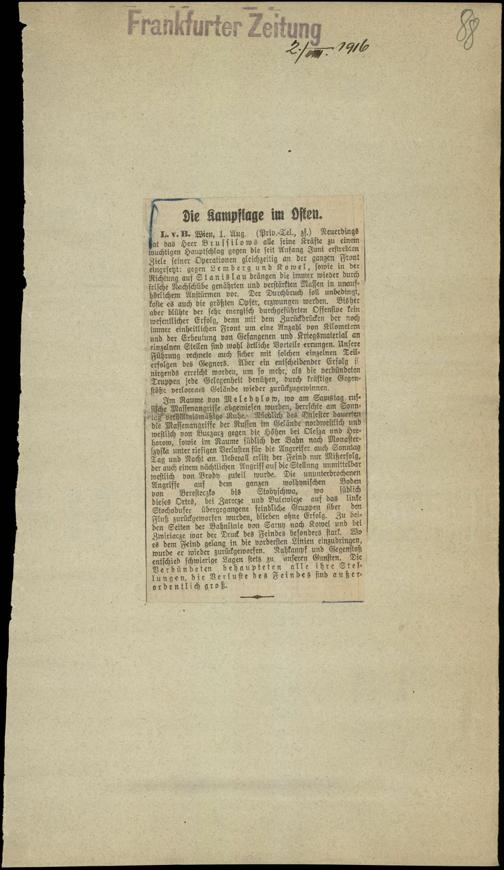 Frankfurter Zeitung
2./VIII. 1916
88
Die Kampflage im Osten.
L. v. B. Wien, 1. Aug. (Priv.-Tel., zf.) Neuerdings
hat das Heer Brussilows alle seine Kräfte zu einem
wuchtigen Hauptschlag gegen die seit Anfang Juni erstrebten
Ziele seiner Operationen gleichzeitig an der ganzen Front
eingesetzt: gegen Lemberg und Kowel, sowie in der
Richtung auf Stanislau drängen die immer wieder durch
frische Nachschübe genährten und verstärkten Massen in unauf-
hörlichem Anstürmen vor. Der Durchbruch soll unbedingt,
koste es auch die größten Opfer, erzwungen werden. Bisher
aber blühte der sehr energisch durchgeführten Offensive kein
wesentlicher Erfolg, denn mit dem Zurückdrücken der noch
immer einheitlichen Front um eine Anzahl von Kilometern
und der Erbeutung von Gefangenen und Kriegsmaterial an
einzelnen Stellen sind wohl örtliche Vorteile errungen. Unsere
Führung rechnete auch sicher mit solchen einzelnen Teil-
erfolgen des Gegners. Aber ein entscheidender Erfolg
nirgends erreicht worden, um so mehr, als die verbündeten
Truppen jede Gelegenheit benützen, durch kräftige Gegen-
stöße verlorenes Gelände wieder zurückzugewinnen.
Im Raume von wo am Samstag rus-
sische Massenangriffe abgewiesen wurden, herrschte am Sonn-
tag verhältnismäßige Ruhe. Westlich des Dnjester dauerten
die Massenangriffe der Russen im Gelände nordwestlich und
westlich von Buczacz gegen die Höhen bei Olesza und
sowie im Raume südlich der Bahn nach Monaster-
zyska unter riesigen Verlusten für die Angreifer auch Sonntag
Tag und Nacht an. Ueberall erlitt der Feind nur Mißerfolg,
der auch einem nächtlichen Angriff auf die Stellung unmittelbar
westlich von Brody zuteil wurde. Die ununterbrochenen
Angriffe auf dem ganzen wolhynischen Boden
von Beresteczko bis Stobychwa, wo südlich
dieses Ortes, bei Zarecze und auf das linke
Stochodufer übergegangene feindliche Gruppen über den
Fluß zurückgeworfen wurden, blieben ohne Erfolg. Zu bei-
den Seiten der Bahnlinie von Sarny nach Kowel und bei
Zwiniacze war der Druck des Feindes besonders stark. Wo
es dem Feind gelang in die vordersten Linien einzudringen,
wurde er wieder zurückgeworfen. Nahkampf und Gegenstoß
entschied schwierige Lagen stets zu unseren Gunsten. Die
Verbündeten behaupteten alle ihre Stel-
lungen, die Verluste des Feindes sind außer-
ordentlich groß.